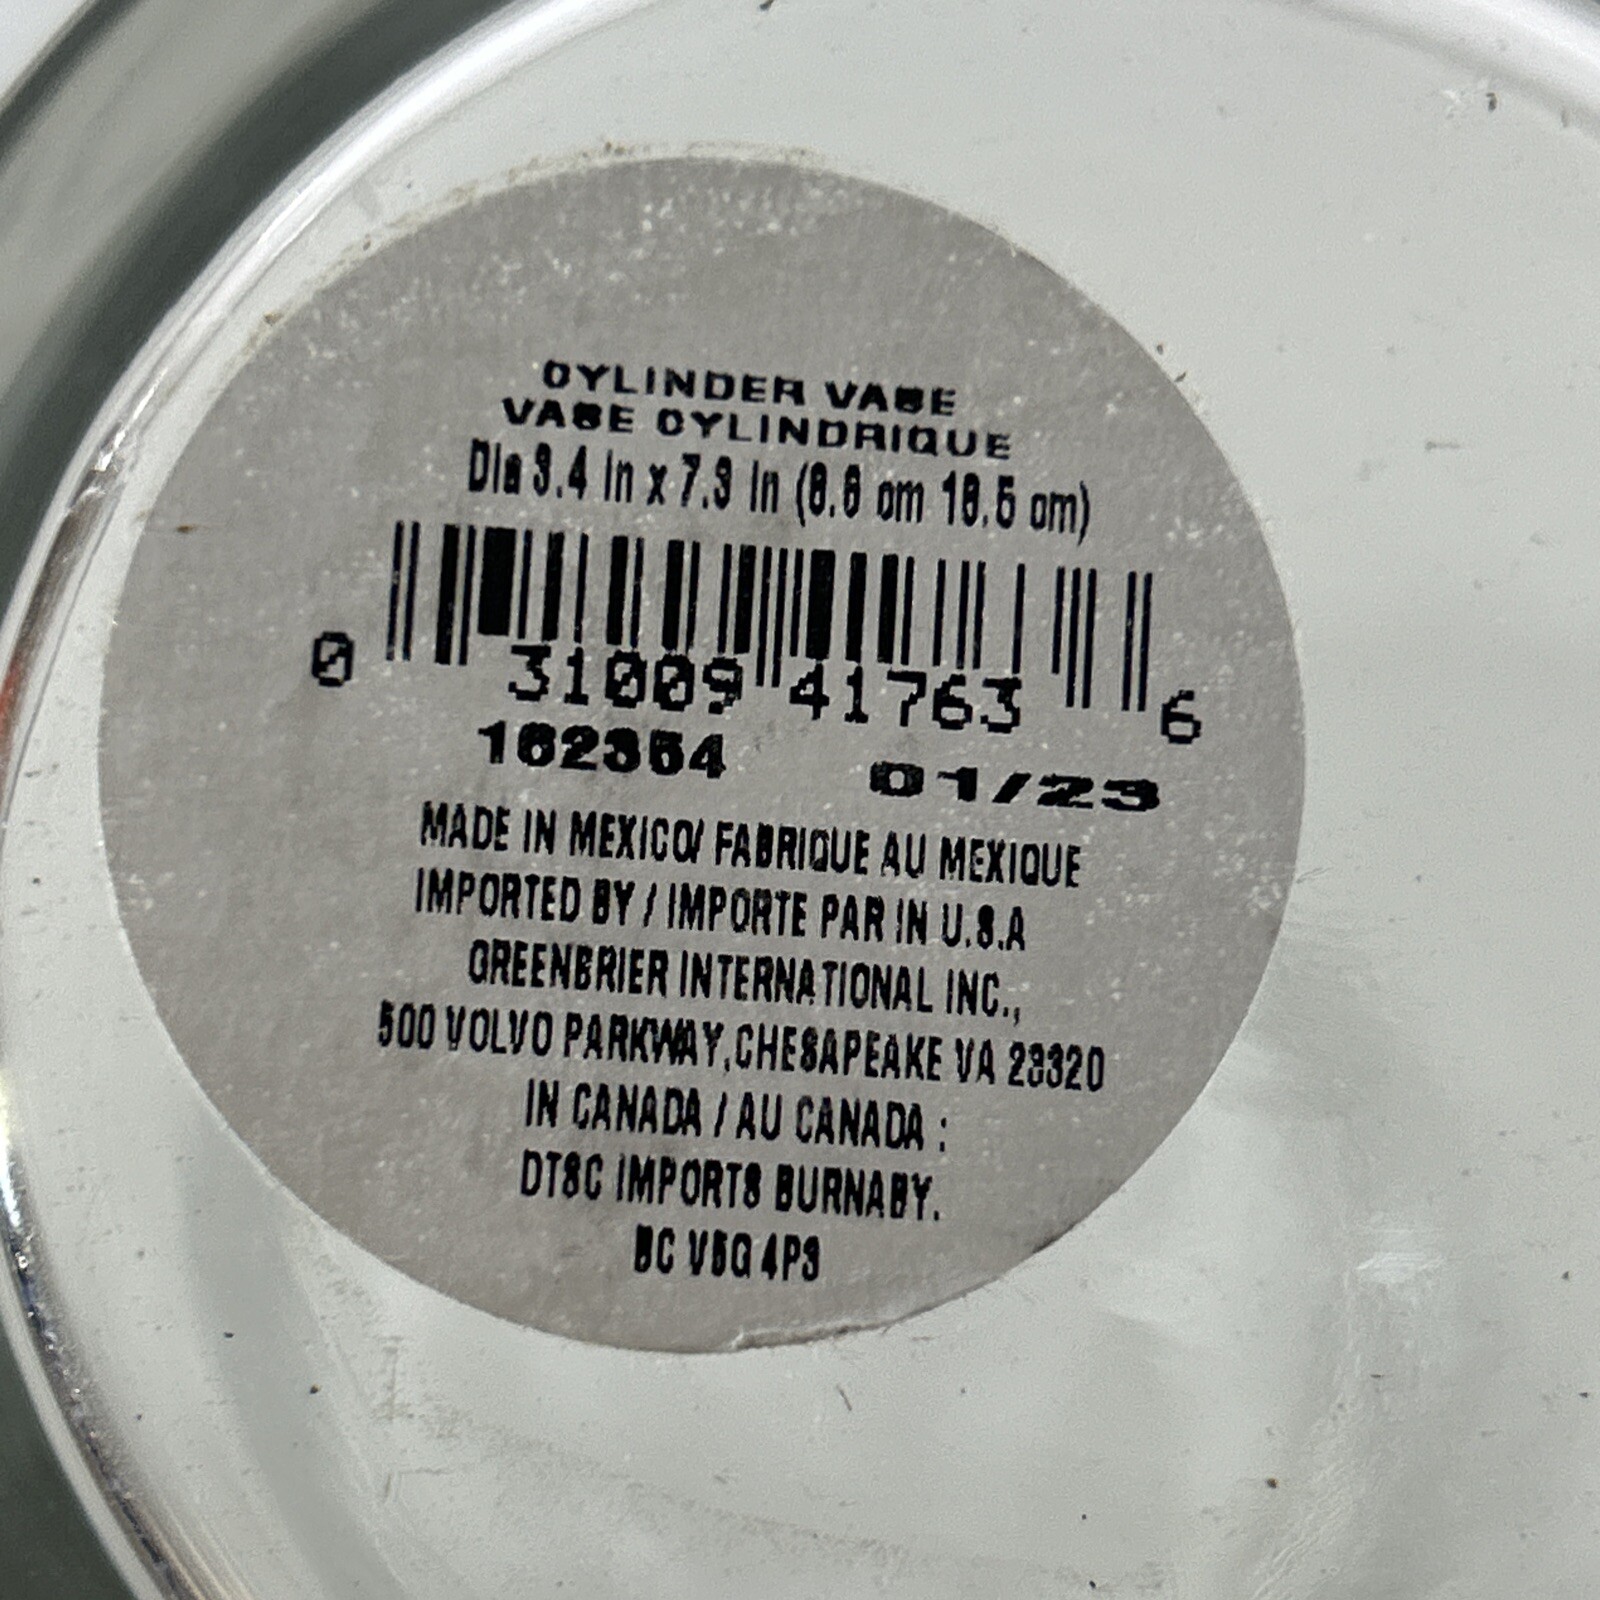 CYLINDER VASE
VASE CYLINDRIQUE
Dia 3.4 in x 7.3 in (8.6 cm 18.5 cm)
0 31009 41763 6
162354 01/23
MADE IN MEXICO/ FABRIQUE AU MEXIQUE
IMPORTED BY / IMPORTE PAR IN U.S.A
GREENBRIER INTERNATIONAL INC.,
500 VOLVO PARKWAY,CHESAPEAKE VA 23320
IN CANADA / AU CANADA :
DTSC IMPORTS BURNABY.
BC V5G 4P3